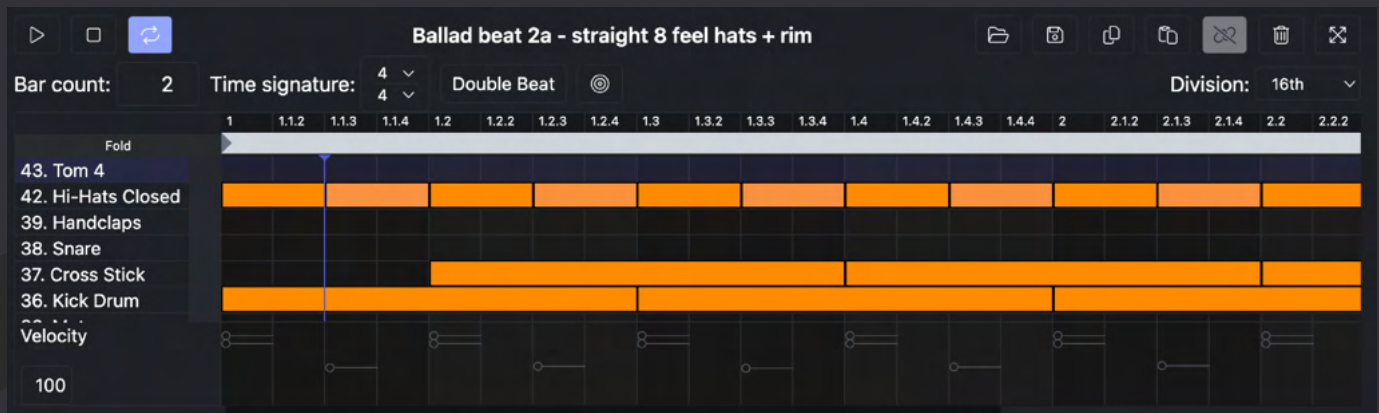 Ballad beat 2a - straight 8 feel hats + rim
Bar count: 2 Time signature: 4 4 Double Beat Division: 16th
1 1.1.2 1.1.3 1.1.4 1.2 1.2.2 1.2.3 1.2.4 1.3 1.3.2 1.3.3 1.3.4 1.4 1.4.2 1.4.3 1.4.4 2 2.1.2 2.1.3 2.1.4 2.2 2.2.2
Fold
43. Tom 4
42. Hi-Hats Closed
39. Handclaps
38. Snare
37. Cross Stick
36. Kick Drum
Velocity
100